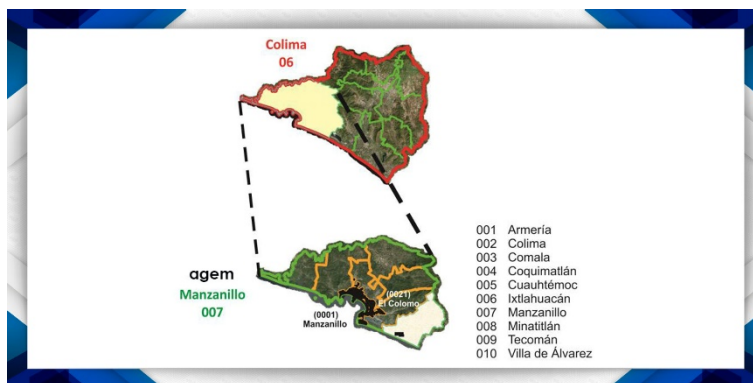 Colima
06
agem
Manzanillo
007
(0001)
Manzanillo
(0021)
El Colomo
001 Armería
002 Colima
003 Comala
004 Coquimatlán
005 Cuauhtémoc
006 Ixtlahuacán
007 Manzanillo
008 Minatitlán
009 Tecomán
010 Villa de Álvarez